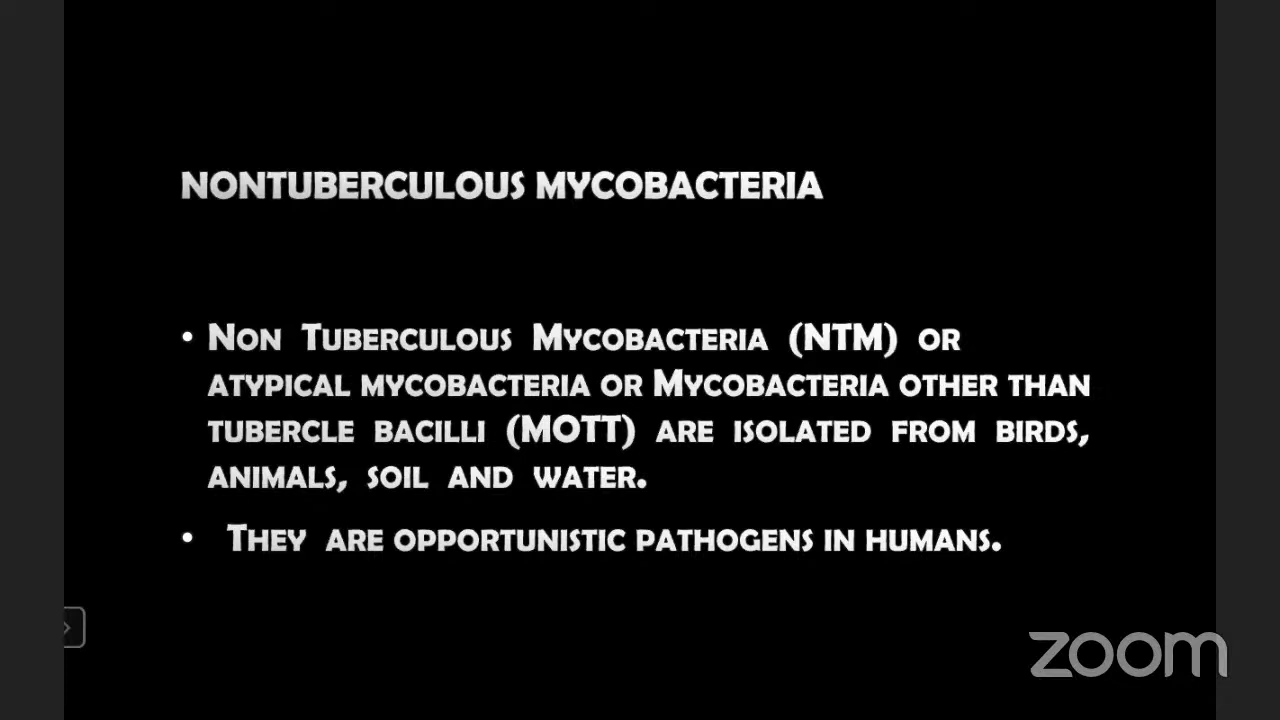 NONTUBERCULOUS MYCOBACTERIA
• NON TUBERCULOUS MYCOBACTERIA (NTM) OR
ATYPICAL MYCOBACTERIA OR MYCOBACTERIA OTHER THAN
TUBERCLE BACILLI (MOTT) ARE ISOLATED FROM BIRDS,
ANIMALS, SOIL AND WATER.
• THEY ARE OPPORTUNISTIC PATHOGENS IN HUMANS.
zoom